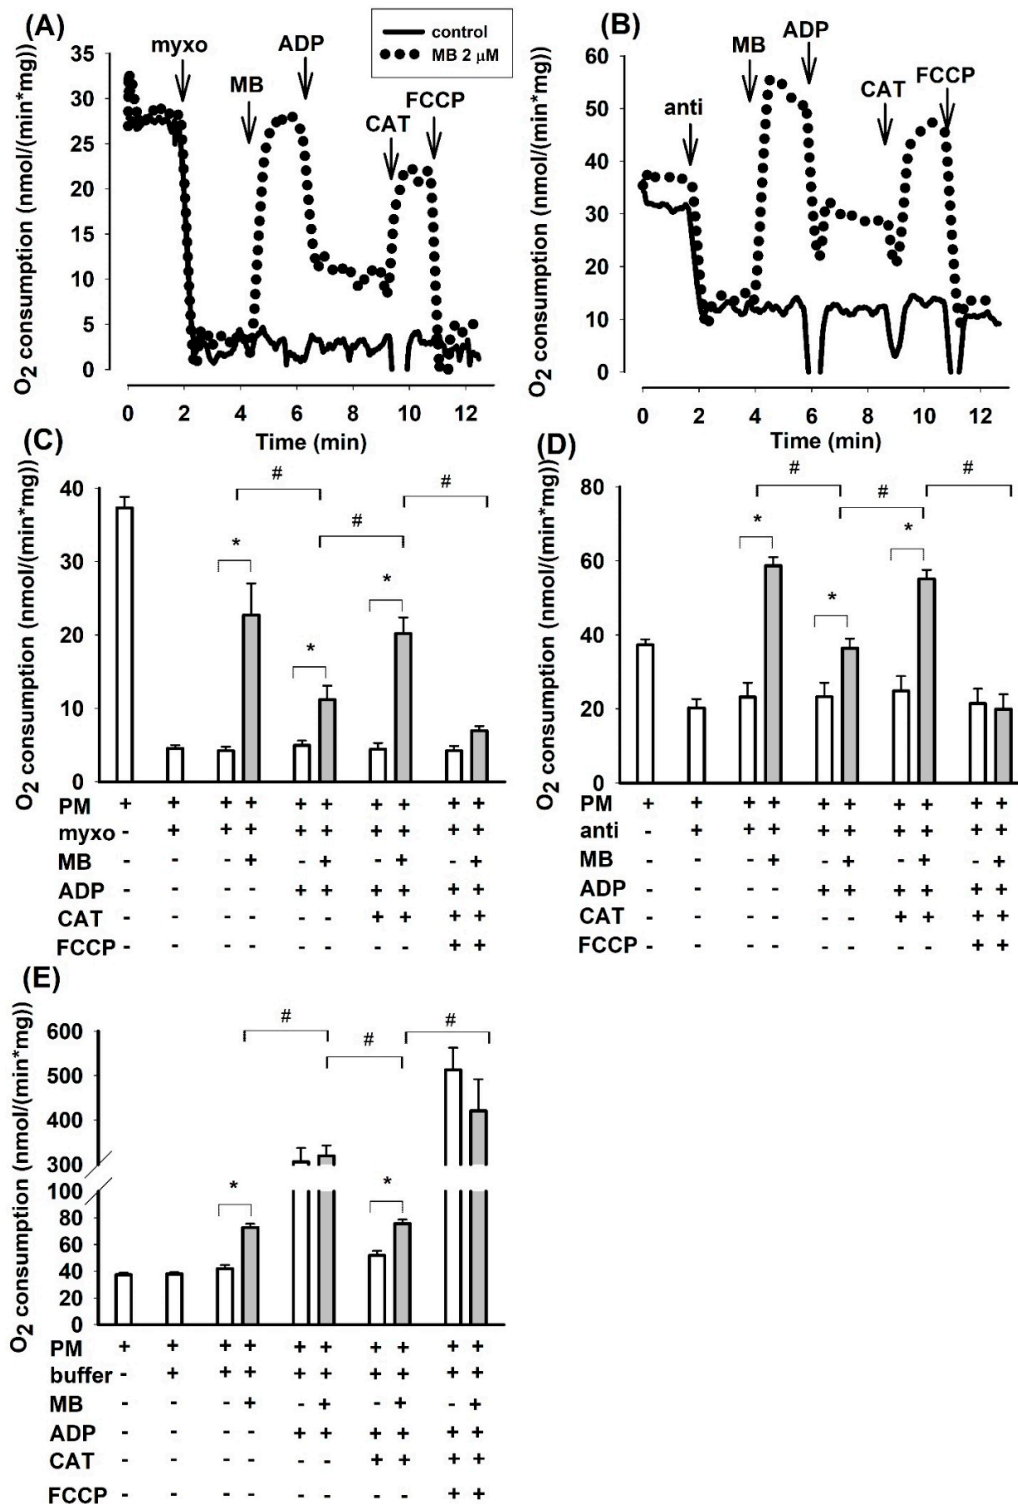 (A)
myxo
ADP
MB
CAT
FCCP
control
MB 2 μM
O2 consumption (nmol/(min*mg))
35
30
25
20
15
10
5
0
0 2 4 6 8 10 12
Time (min)
(B)
MB
ADP
anti
CAT
FCCP
O2 consumption (nmol/(min*mg))
60
50
40
30
20
10
0
0 2 4 6 8 10 12
Time (min)
(C)
O2 consumption (nmol/(min*mg))
40
30
20
10
0
# # #
* * *
PM + + + + + + + + + +
myxo - + + + + + + + + +
MB - - - + - + - + - +
ADP - - - - + + + + + +
CAT - - - - - - + + + +
FCCP - - - - - - - - + +
(D)
O2 consumption (nmol/(min*mg))
80
60
40
20
0
# # #
* * *
PM + + + + + + + + + +
anti - + + + + + + + + +
MB - - - + - + - + - +
ADP - - - - + + + + + +
CAT - - - - - - + + + +
FCCP - - - - - - - - + +
(E)
O2 consumption (nmol/(min*mg))
600
500
400
300
100
80
60
40
20
0
# # #
* *
PM + + + + + + + + + +
buffer - + + + + + + + + +
MB - - - + - + - + - +
ADP - - - - + + + + + +
CAT - - - - - - + + + +
FCCP - - - - - - - - + +